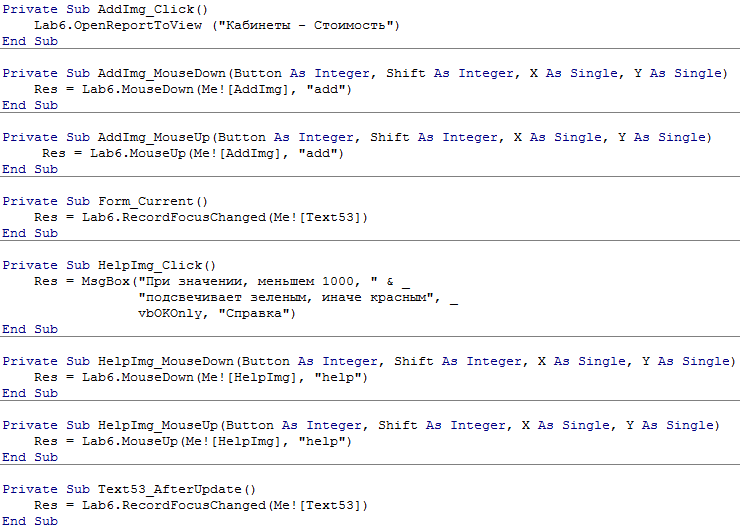 Private Sub AddImg_Click()
    Lab6.OpenReportToView ("Кабинеты - Стоимость")
End Sub
Private Sub AddImg_MouseDown(Button As Integer, Shift As Integer, X As Single, Y As Single)
    Res = Lab6.MouseDown(Me![AddImg], "add")
End Sub
Private Sub AddImg_MouseUp(Button As Integer, Shift As Integer, X As Single, Y As Single)
     Res = Lab6.MouseUp(Me![AddImg], "add")
End Sub
Private Sub Form_Current()
    Res = Lab6.RecordFocusChanged(Me![Text53])
End Sub
Private Sub HelpImg_Click()
    Res = MsgBox("При значении, меньшем 1000, " & _
                 "подсвечивает зеленым, иначе красным", _
                 vbOKOnly, "Справка")
End Sub
Private Sub HelpImg_MouseDown(Button As Integer, Shift As Integer, X As Single, Y As Single)
    Res = Lab6.MouseDown(Me![HelpImg], "help")
End Sub
Private Sub HelpImg_MouseUp(Button As Integer, Shift As Integer, X As Single, Y As Single)
    Res = Lab6.MouseUp(Me![HelpImg], "help")
End Sub
Private Sub Text53_AfterUpdate()
    Res = Lab6.RecordFocusChanged(Me![Text53])
End Sub